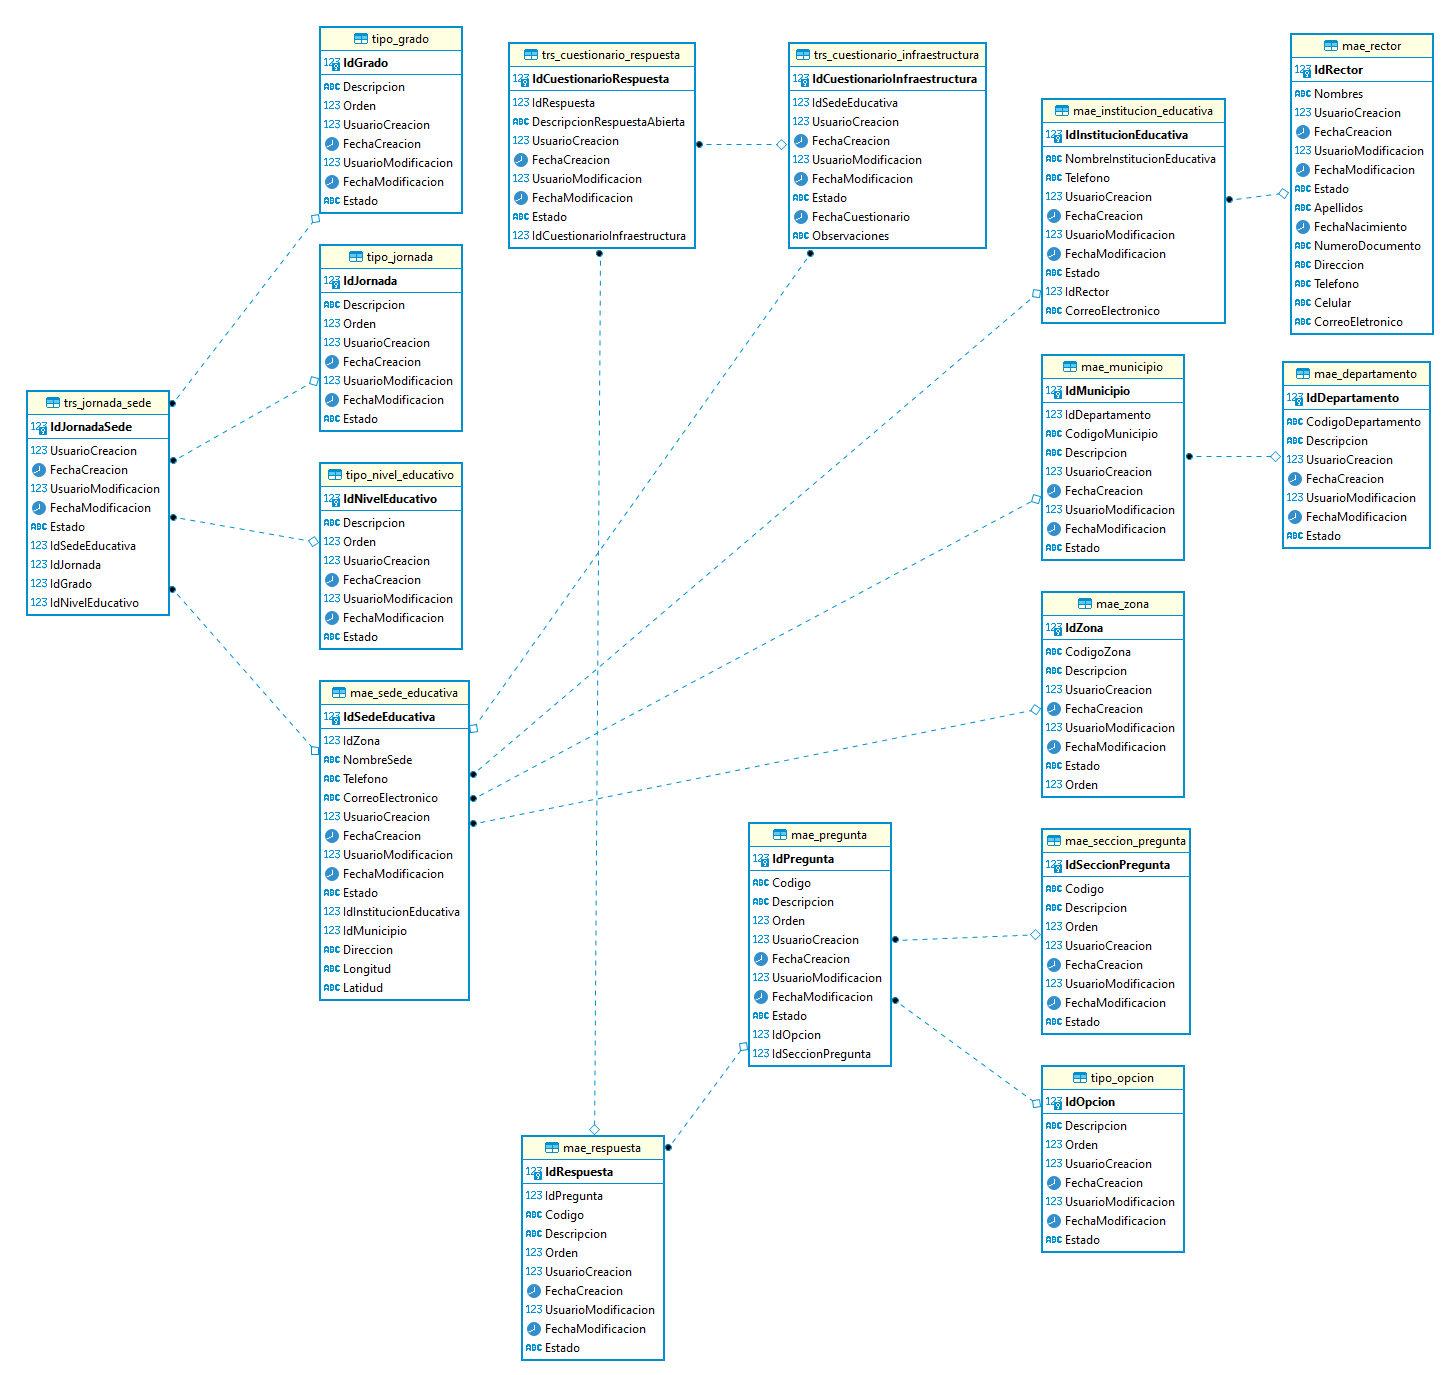 tipo_grado
123 IdGrado
ABC Descripcion
123 Orden
123 UsuarioCreacion
FechaCreacion
123 UsuarioModificacion
FechaModificacion
ABC Estado
trs_cuestionario_respuesta
123 IdCuestionarioRespuesta
123 IdRespuesta
ABC DescripcionRespuestaAbierta
123 UsuarioCreacion
FechaCreacion
123 UsuarioModificacion
FechaModificacion
ABC Estado
123 IdCuestionarioInfraestructura
trs_cuestionario_infraestructura
123 IdCuestionarioInfraestructura
123 IdSedeEducativa
123 UsuarioCreacion
FechaCreacion
123 UsuarioModificacion
FechaModificacion
ABC Estado
FechaCuestionario
ABC Observaciones
mae_institucion_educativa
123 IdInstitucionEducativa
ABC NombreInstitucionEducativa
ABC Telefono
123 UsuarioCreacion
FechaCreacion
123 UsuarioModificacion
FechaModificacion
ABC Estado
123 IdRector
ABC CorreoElectronico
mae_rector
123 IdRector
ABC Nombres
123 UsuarioCreacion
FechaCreacion
123 UsuarioModificacion
FechaModificacion
ABC Estado
ABC Apellidos
FechaNacimiento
ABC NumeroDocumento
ABC Direccion
ABC Telefono
ABC Celular
ABC CorreoEletronico
tipo_jornada
123 IdJornada
ABC Descripcion
123 Orden
123 UsuarioCreacion
FechaCreacion
123 UsuarioModificacion
FechaModificacion
ABC Estado
trs_jornada_sede
123 IdJornadaSede
123 UsuarioCreacion
FechaCreacion
123 UsuarioModificacion
FechaModificacion
ABC Estado
123 IdSedeEducativa
123 IdJornada
123 IdGrado
123 IdNivelEducativo
tipo_nivel_educativo
123 IdNivelEducativo
ABC Descripcion
123 Orden
123 UsuarioCreacion
FechaCreacion
123 UsuarioModificacion
FechaModificacion
ABC Estado
mae_municipio
123 IdMunicipio
123 IdDepartamento
ABC CodigoMunicipio
ABC Descripcion
123 UsuarioCreacion
FechaCreacion
123 UsuarioModificacion
FechaModificacion
ABC Estado
mae_departamento
123 IdDepartamento
ABC CodigoDepartamento
ABC Descripcion
123 UsuarioCreacion
FechaCreacion
123 UsuarioModificacion
FechaModificacion
ABC Estado
mae_zona
123 IdZona
ABC CodigoZona
ABC Descripcion
123 UsuarioCreacion
FechaCreacion
123 UsuarioModificacion
FechaModificacion
ABC Estado
123 Orden
mae_sede_educativa
123 IdSedeEducativa
123 IdZona
ABC NombreSede
ABC Telefono
ABC CorreoElectronico
123 UsuarioCreacion
FechaCreacion
123 UsuarioModificacion
FechaModificacion
ABC Estado
123 IdInstitucionEducativa
123 IdMunicipio
ABC Direccion
ABC Longitud
ABC Latidud
mae_pregunta
123 IdPregunta
ABC Codigo
ABC Descripcion
123 Orden
123 UsuarioCreacion
FechaCreacion
123 UsuarioModificacion
FechaModificacion
ABC Estado
123 IdOpcion
123 IdSeccionPregunta
mae_seccion_pregunta
123 IdSeccionPregunta
ABC Codigo
ABC Descripcion
123 Orden
123 UsuarioCreacion
FechaCreacion
123 UsuarioModificacion
FechaModificacion
ABC Estado
tipo_opcion
123 IdOpcion
ABC Descripcion
123 Orden
123 UsuarioCreacion
FechaCreacion
123 UsuarioModificacion
FechaModificacion
ABC Estado
mae_respuesta
123 IdRespuesta
123 IdPregunta
ABC Codigo
ABC Descripcion
123 Orden
123 UsuarioCreacion
FechaCreacion
123 UsuarioModificacion
FechaModificacion
ABC Estado